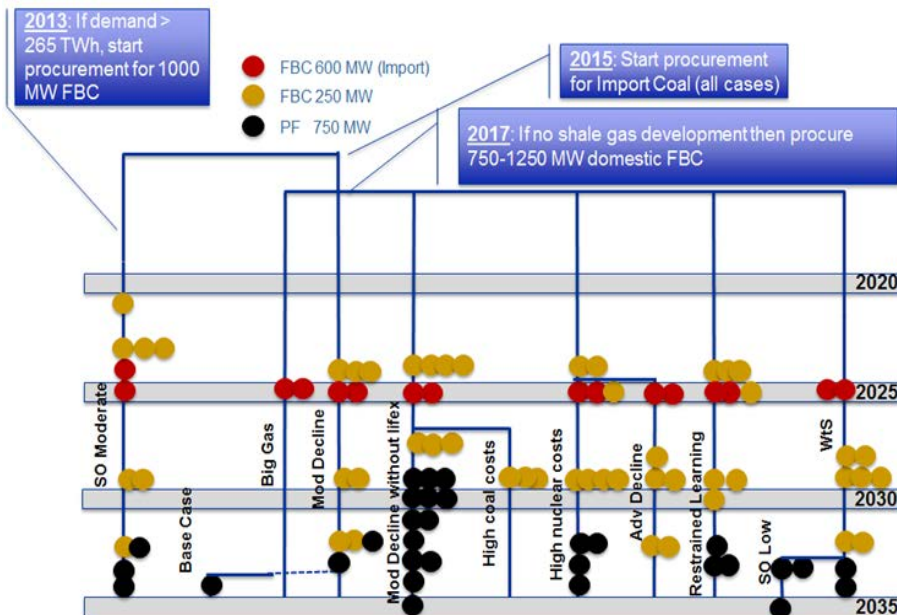 2013: If demand >
265 TWh, start
procurement for 1000
MW FBC
FBC 600 MW (Import)
FBC 250 MW
PF 750 MW
2015: Start procurement
for Import Coal (all cases)
2017: If no shale gas development then procure
750-1250 MW domestic FBC
2020
2025
2030
2035
SO Moderate
Base Case
Big Gas
Mod Decline
Mod Decline without lifex
High coal costs
High nuclear costs
Adv Decline
Restrained Learning
SO Low
WtS